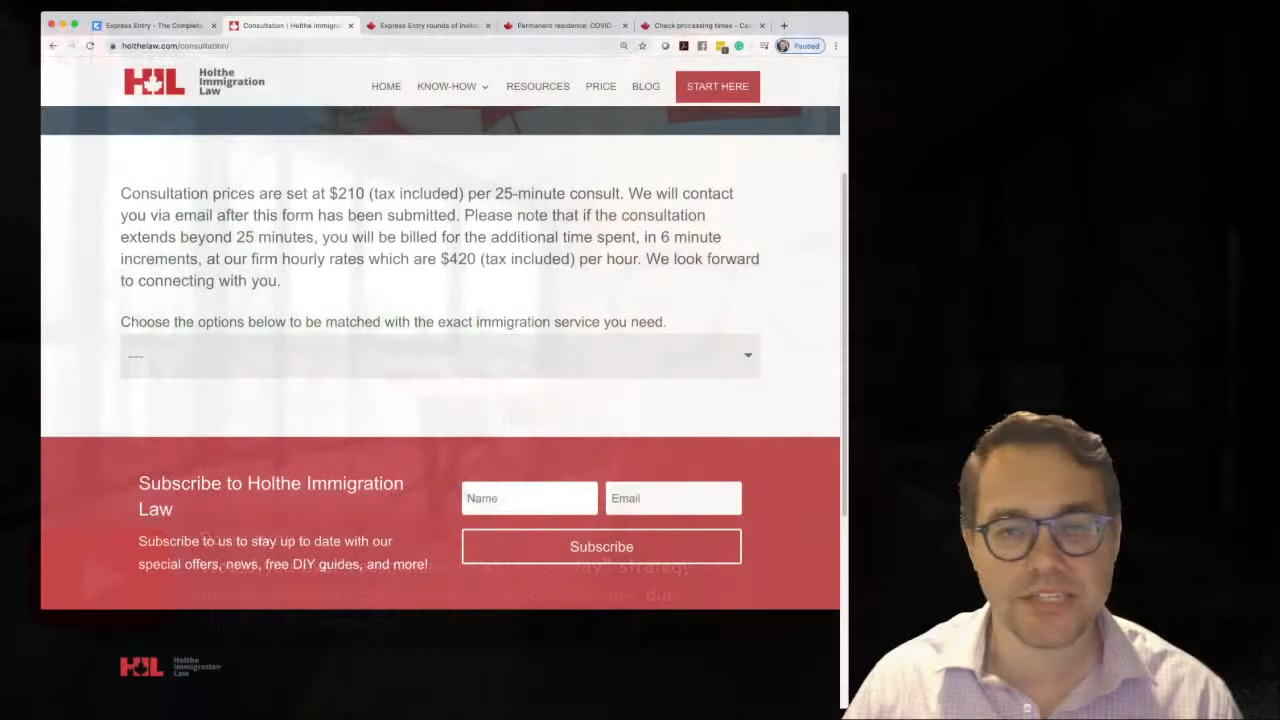 Express Entry - The Complete
Consultation | Holthe Immigra
Express Entry rounds of invita
Permanent residence: COVID-
Check processing times - Can
holthelaw.com/consultation/
Paused
HIL
Holthe
Immigration
Law
HOME
KNOW-HOW
RESOURCES
PRICE
BLOG
START HERE
Consultation prices are set at $210 (tax included) per 25-minute consult. We will contact
you via email after this form has been submitted. Please note that if the consultation
extends beyond 25 minutes, you will be billed for the additional time spent, in 6 minute
increments, at our firm hourly rates which are $420 (tax included) per hour. We look forward
to connecting with you.
Choose the options below to be matched with the exact immigration service you need.
---
Subscribe to Holthe Immigration
Law
Subscribe to us to stay up to date with our
special offers, news, free DIY guides, and more!
Name
Email
Subscribe
strategy
HIL
Holthe
Immigration
Law